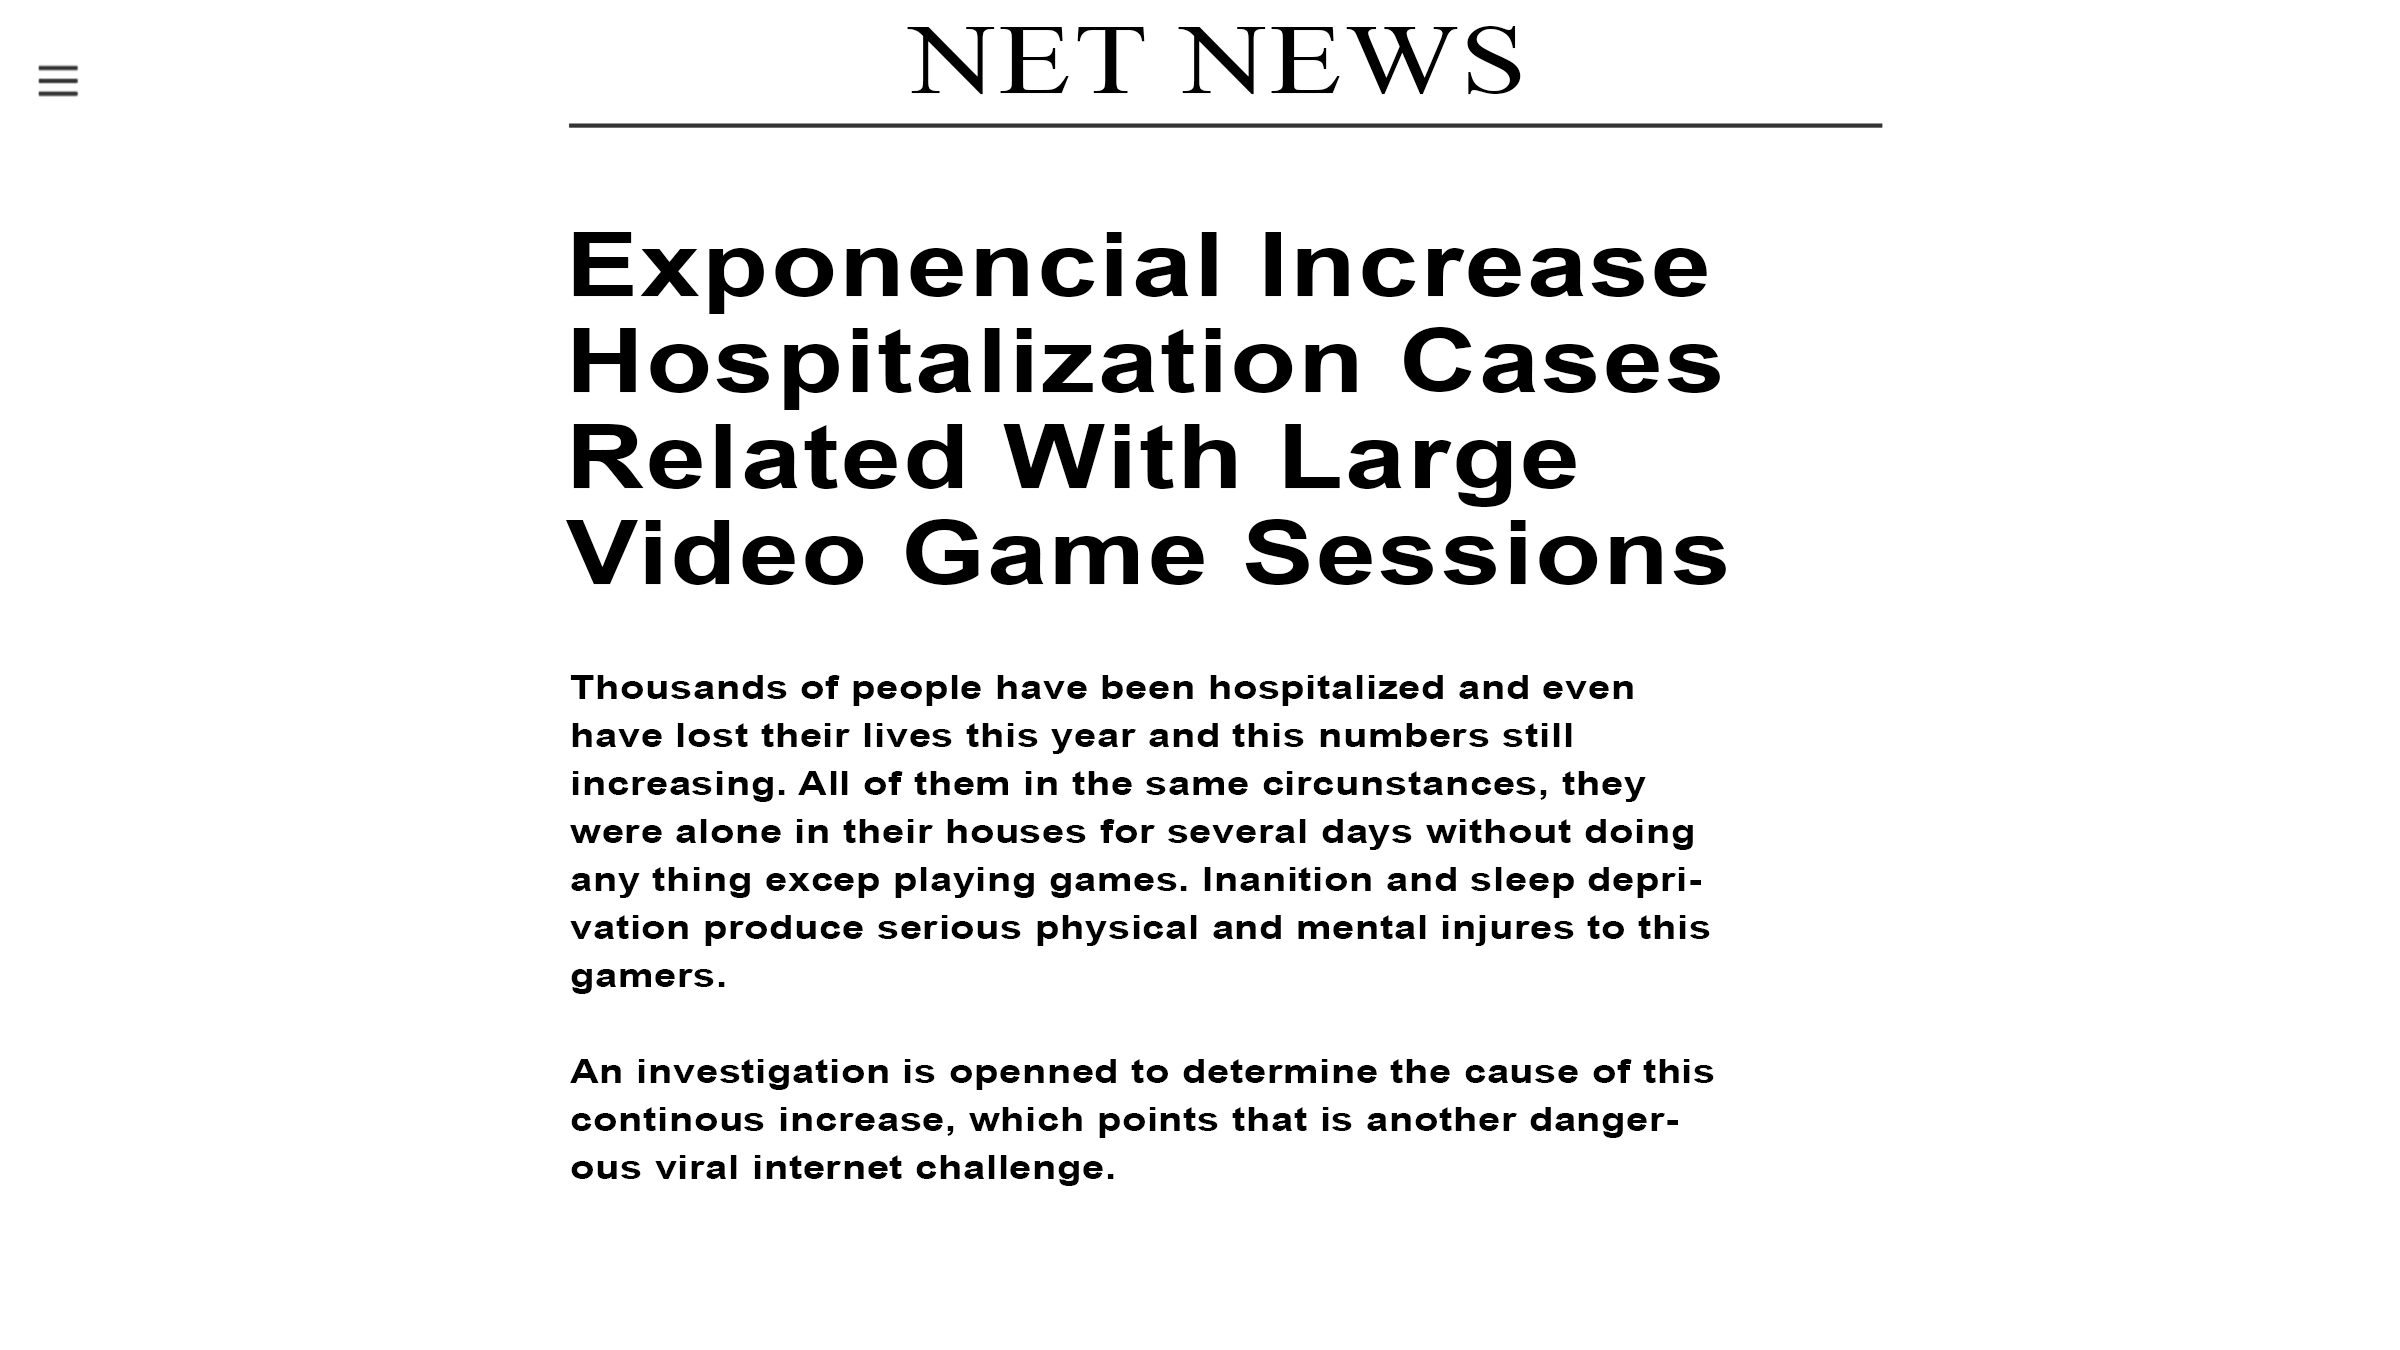 NET NEWS
Exponencial Increase
Hospitalization Cases
Related With Large
Video Game Sessions
Thousands of people have been hospitalized and even
have lost their lives this year and this numbers still
increasing. All of them in the same circunstances, they
were alone in their houses for several days without doing
any thing excep playing games. Inanition and sleep depri-
vation produce serious physical and mental injures to this
gamers.
An investigation is openned to determine the cause of this
continous increase, which points that is another danger-
ous viral internet challenge.